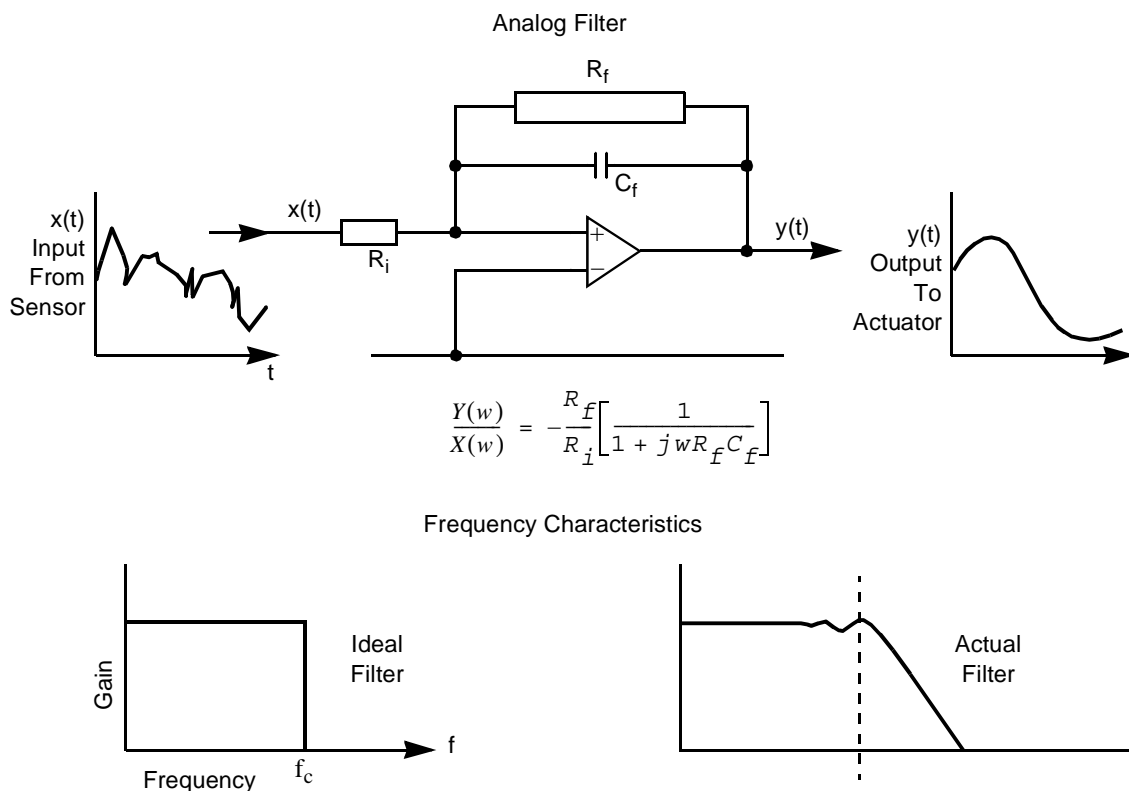 Analog Filter
R_f
C_f
x(t)
Input
From
Sensor
t
x(t)
R_i
+
−
y(t)
y(t)
Output
To
Actuator
Y(w)/X(w) = −R_f/R_i [1/(1 + jwR_fC_f)]
Frequency Characteristics
Gain
Ideal
Filter
f
f_c
Frequency
Actual
Filter